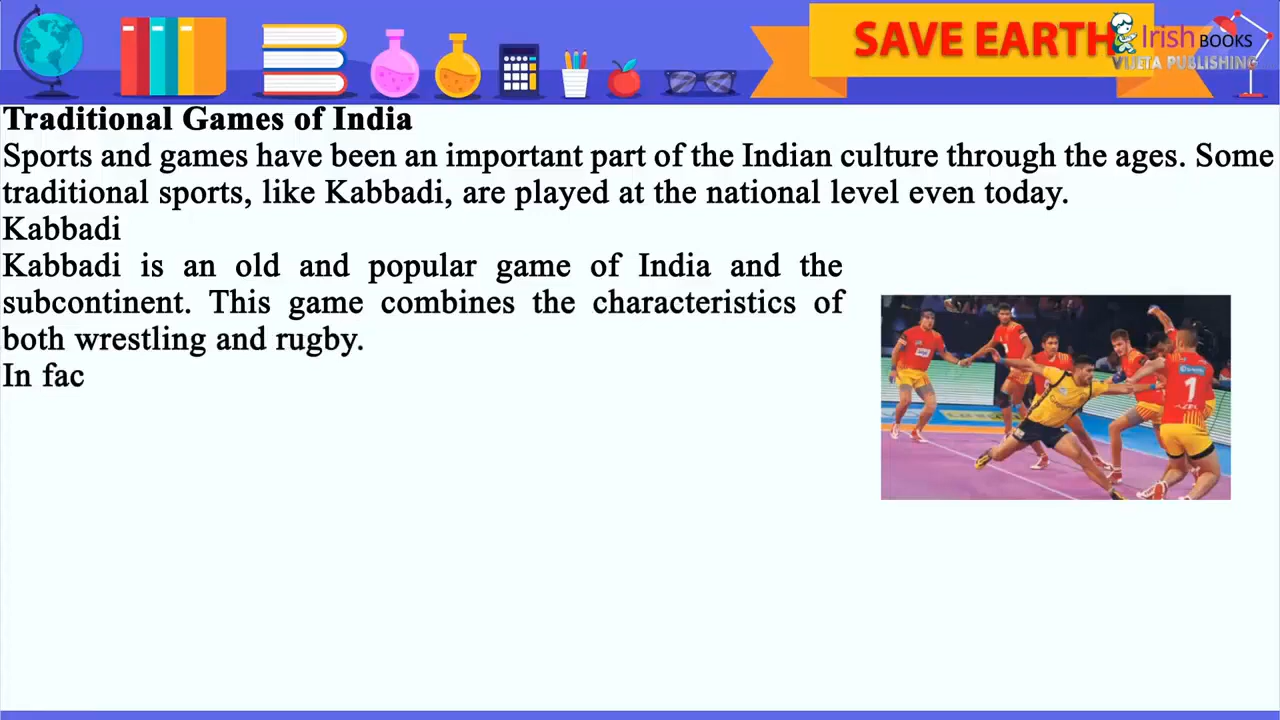 SAVE EARTH
Irish BOOKS
VIJETA PUBLISHING
Traditional Games of India
Sports and games have been an important part of the Indian culture through the ages. Some
traditional sports, like Kabbadi, are played at the national level even today.
Kabbadi
Kabbadi is an old and popular game of India and the
subcontinent. This game combines the characteristics of
both wrestling and rugby.
In fac
1